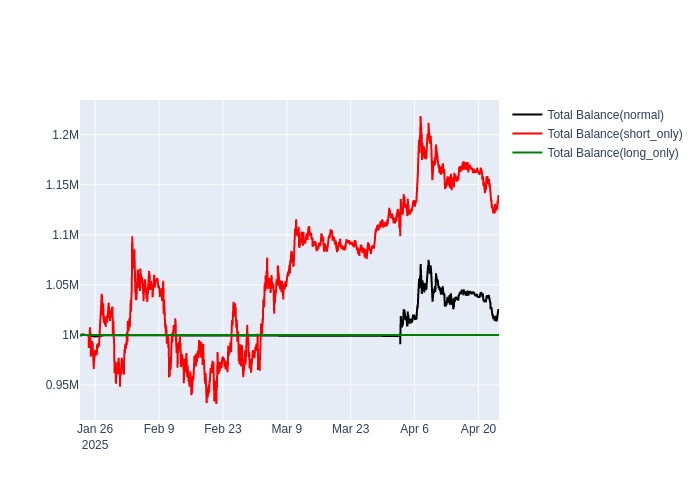 Total Balance(normal)
Total Balance(short_only)
Total Balance(long_only)
1.2M
1.15M
1.1M
1.05M
1M
0.95M
Jan 26
2025
Feb 9
Feb 23
Mar 9
Mar 23
Apr 6
Apr 20